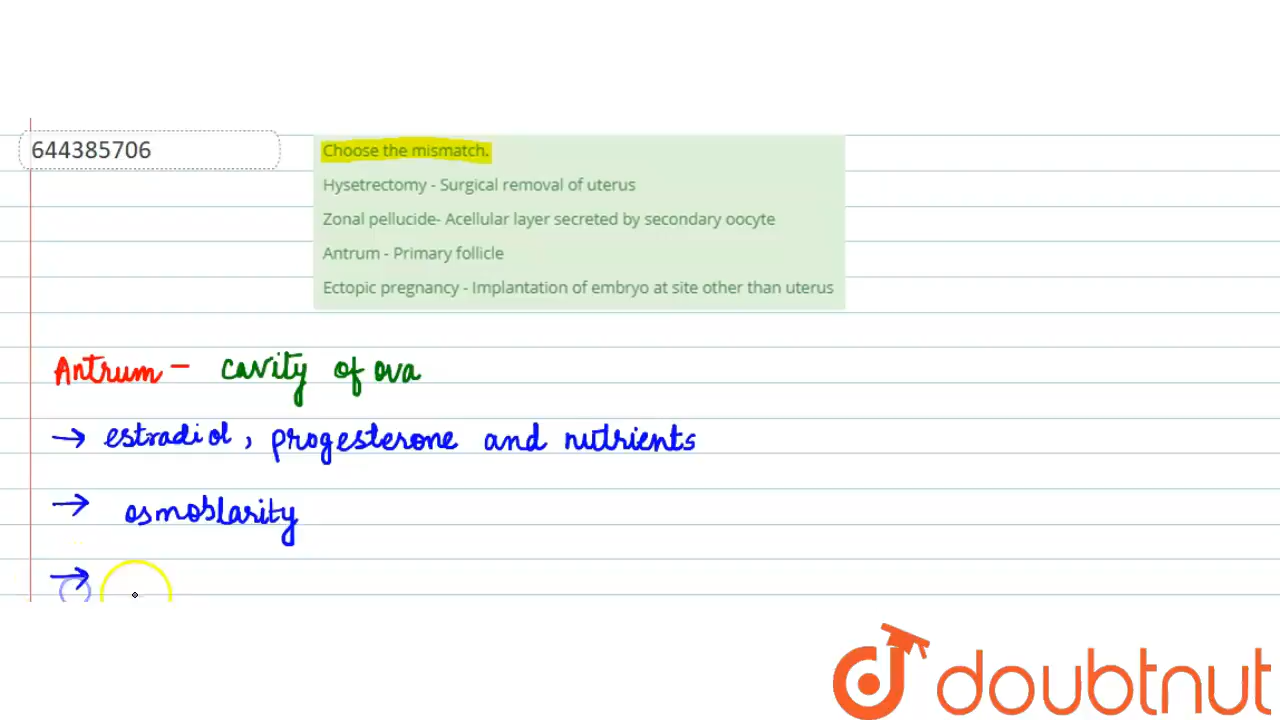 644385706
Choose the mismatch.
Hysetrectomy - Surgical removal of uterus
Zonal pellucide- Acellular layer secreted by secondary oocyte
Antrum - Primary follicle
Ectopic pregnancy - Implantation of embryo at site other than uterus
Antrum - cavity of ova
→ estradiol, progesterone and nutrients
→ osmoblarity
→
doubtnut